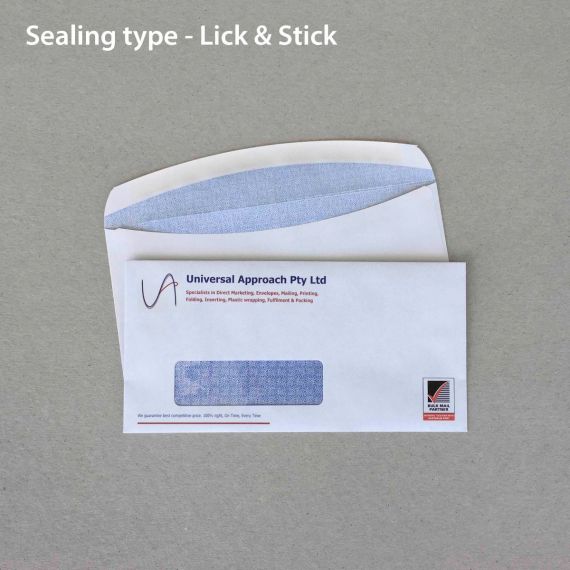 Sealing type - Lick & Stick
Universal Approach Pty Ltd
Specialists in Direct Marketing, Envelopes, Mailing, Printing,
Folding, Inserting, Plastic wrapping, Fulfilment & Packing
We guarantee best competitive price. 100% right, On Time, Every Time
BULK MAIL
PARTNER